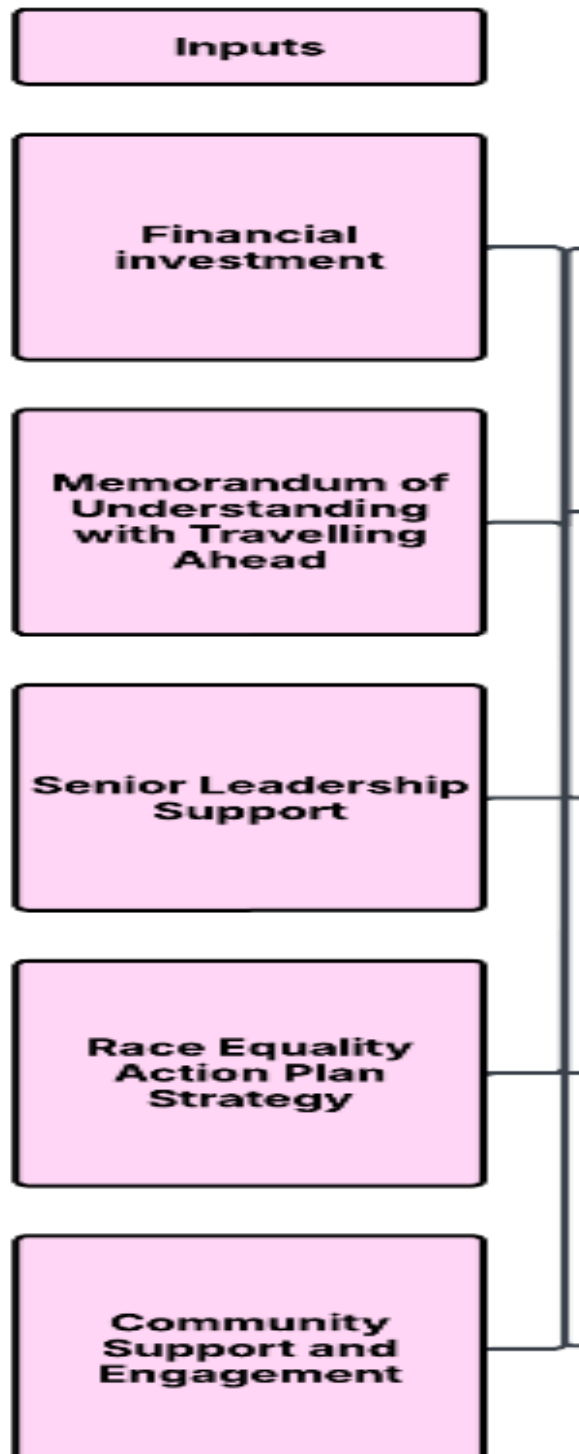 Inputs
Financial
investment
Memorandum of
Understanding
with Travelling
Ahead
Senior Leadership
Support
Race Equality
Action Plan
Strategy
Community
Support and
Engagement